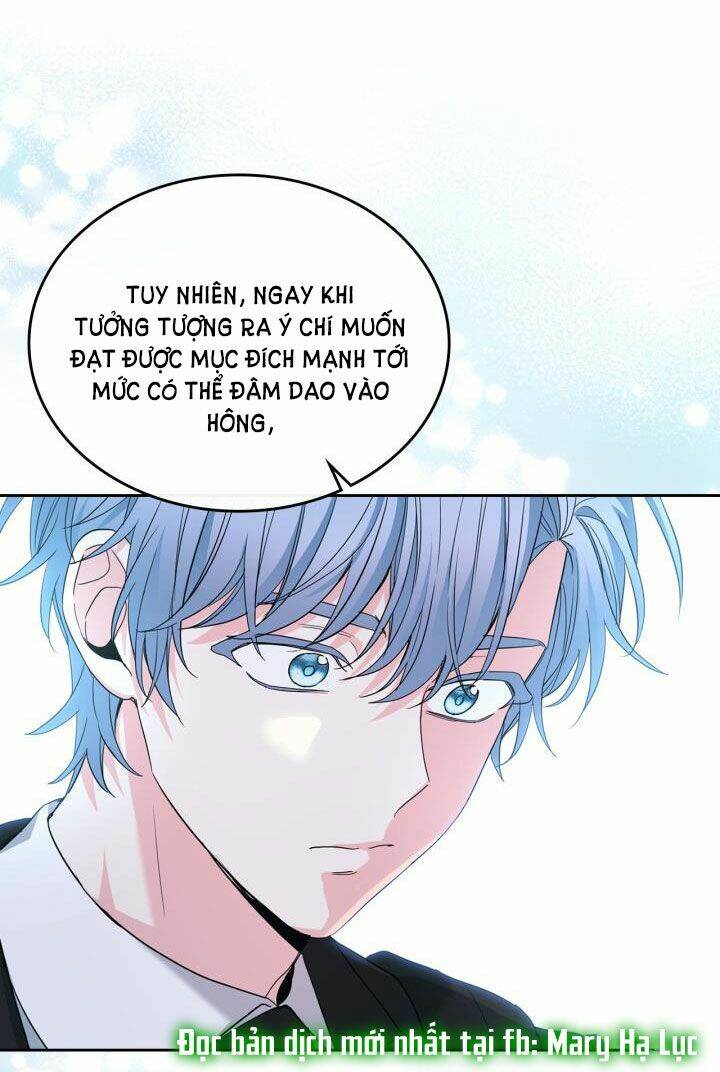 TUY NHIÊN, NGAY KHI
TƯỞNG TƯỢNG RA Ý CHÍ MUỐN
ĐẠT ĐƯỢC MỤC ĐÍCH MẠNH TỚI
MỨC CÓ THỂ ĐÂM DAO VÀO
HÔNG,
Đọc bản dịch mới nhất tại fb: Mary Hạ Lục